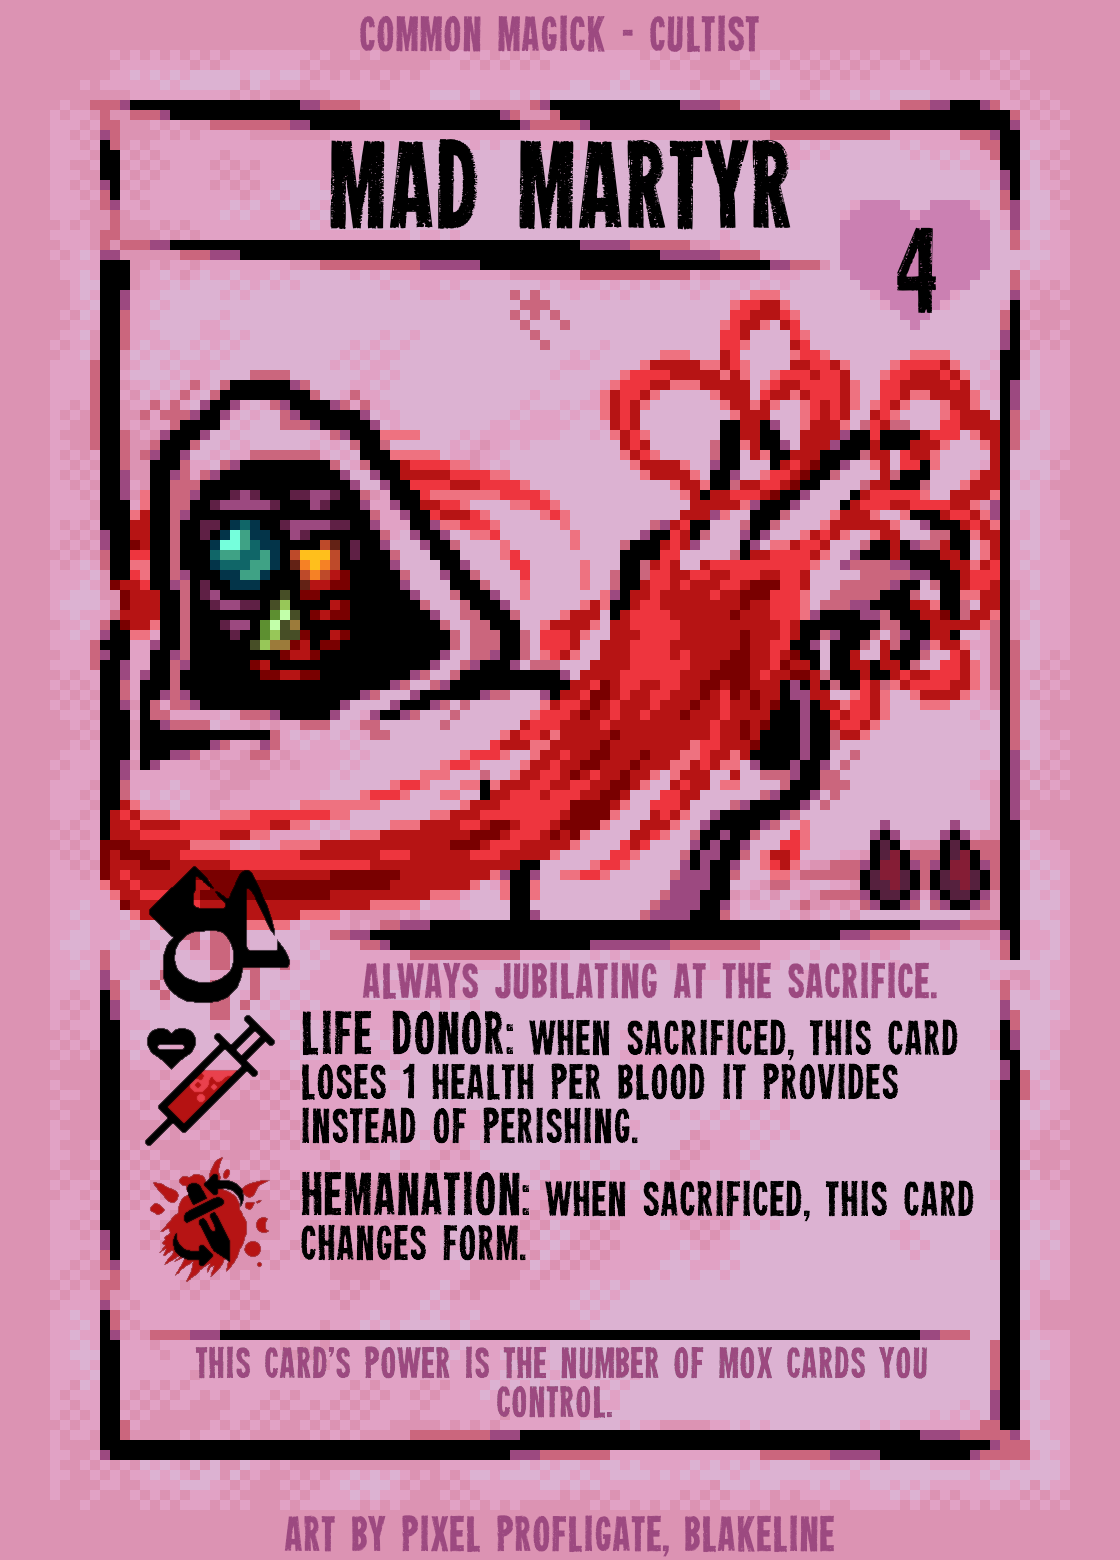 COMMON MAGICK - CULTIST
MAD MARTYR
4
ALWAYS JUBILATING AT THE SACRIFICE.
LIFE DONOR: WHEN SACRIFICED, THIS CARD
LOSES 1 HEALTH PER BLOOD IT PROVIDES
INSTEAD OF PERISHING.
HEMANATION: WHEN SACRIFICED, THIS CARD
CHANGES FORM.
THIS CARD'S POWER IS THE NUMBER OF MOX CARDS YOU
CONTROL.
ART BY PIXEL PROFLIGATE, BLAKELINE